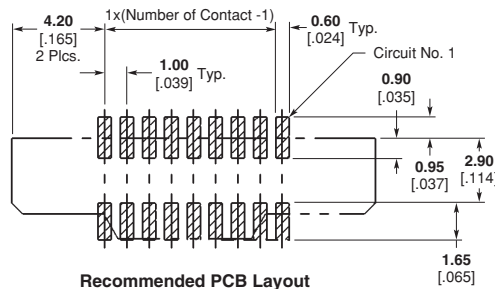 4.20
[.165]
2 Plcs.
1x(Number of Contact -1)
0.60
[.024]
Typ.
Circuit No. 1
1.00
[.039]
Typ.
0.90
[.035]
0.95
[.037]
2.90
[.114]
1.65
[.065]
Recommended PCB Layout